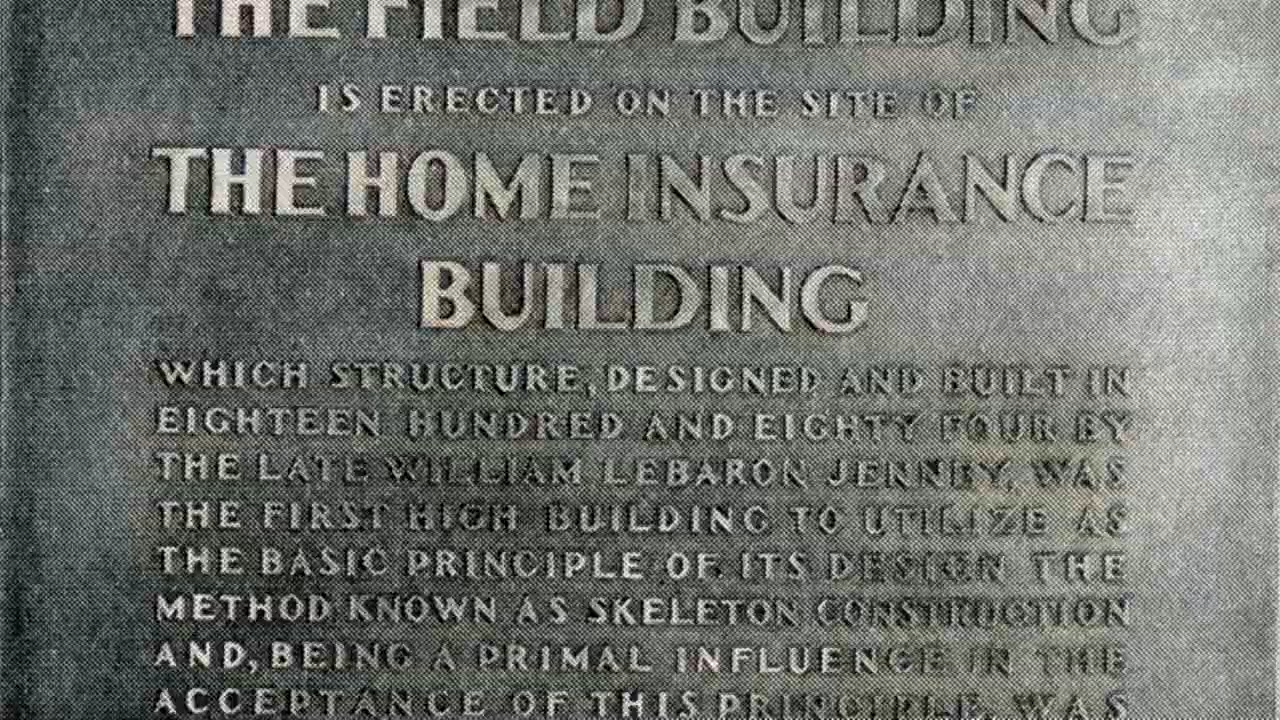 THE FIELD BUILDING
IS ERECTED ON THE SITE OF
THE HOME INSURANCE
BUILDING
WHICH STRUCTURE, DESIGNED AND BUILT IN
EIGHTEEN HUNDRED AND EIGHTY FOUR BY
THE LATE WILLIAM LEBARON JENNEY, WAS
THE FIRST HIGH BUILDING TO UTILIZE AS
THE BASIC PRINCIPLE OF ITS DESIGN THE
METHOD KNOWN AS SKELETON CONSTRUCTION
AND, BEING A PRIMAL INFLUENCE IN THE
ACCEPTANCE OF THIS PRINCIPLE, WAS